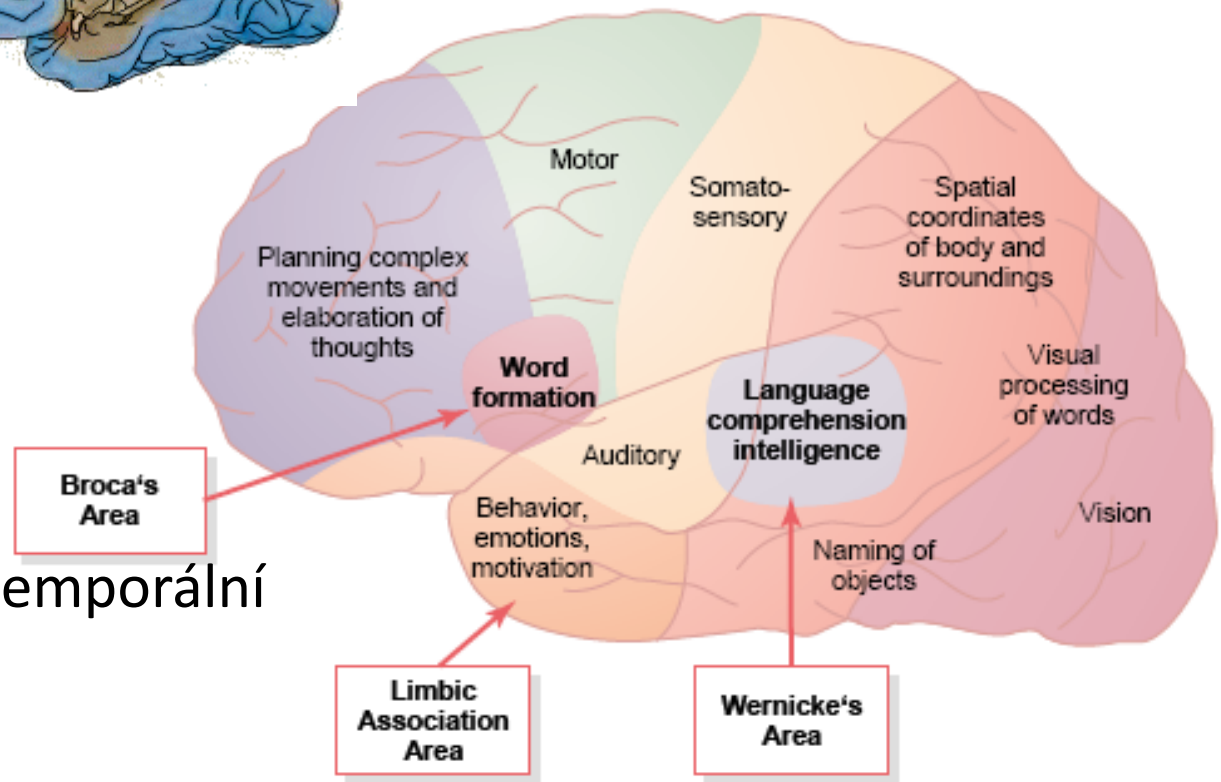 Motor
Somato-
sensory
Spatial
coordinates
of body and
surroundings
Planning complex
movements and
elaboration of
thoughts
Word
formation
Visual
processing
of words
Language
comprehension
intelligence
Auditory
Broca‘s
Area
Behavior,
emotions,
motivation
Vision
Naming of
objects
emporální
Limbic
Association
Area
Wernicke‘s
Area